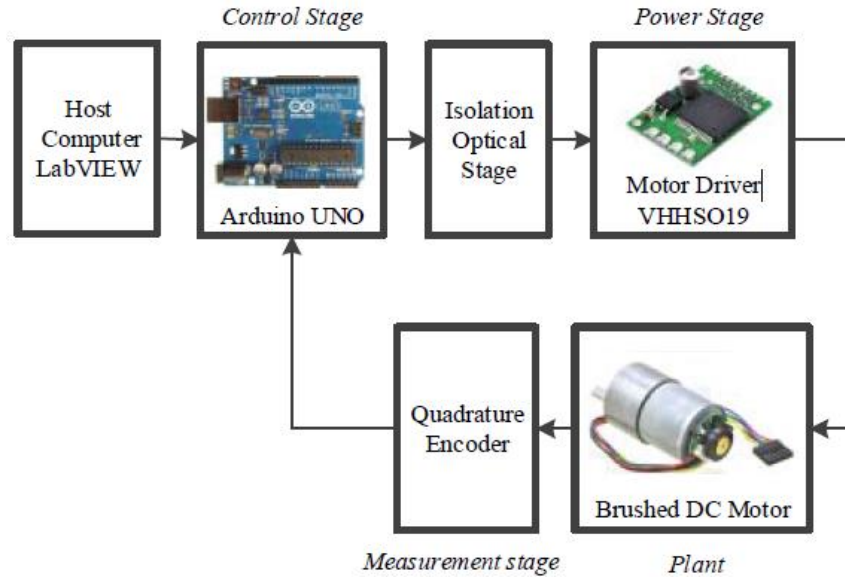 Control Stage
Power Stage
Host
Computer
LabVIEW
Arduino UNO
Isolation
Optical
Stage
Motor Driver
VHHSO19
Quadrature
Encoder
Brushed DC Motor
Measurement stage
Plant